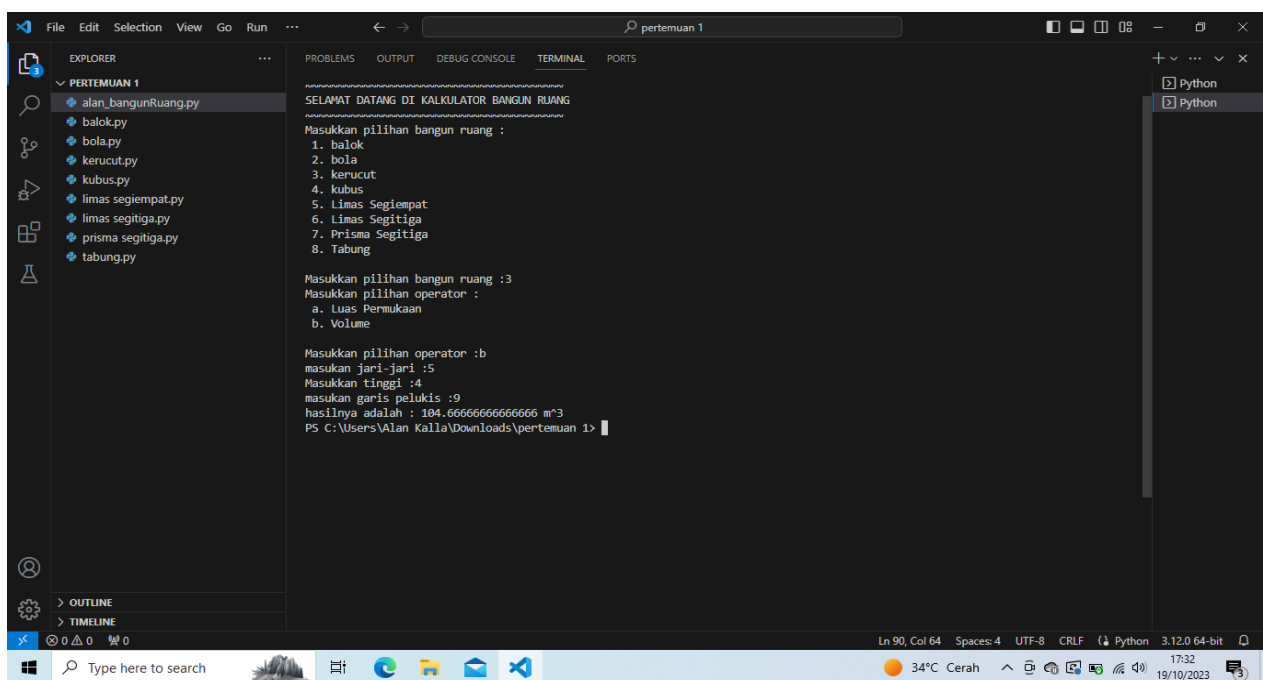 File Edit Selection View Go Run ···
pertemuan 1
EXPLORER ···
PERTEMUAN 1
alan_bangunRuang.py
balok.py
bola.py
kerucut.py
kubus.py
limas segiempat.py
limas segitiga.py
prisma segitiga.py
tabung.py
OUTLINE
TIMELINE
3
PROBLEMS OUTPUT DEBUG CONSOLE TERMINAL PORTS
~~~~~~~~~~~~~~~~~~~~~~~~~~~~~~~~~~~~~~~~~~~
SELAMAT DATANG DI KALKULATOR BANGUN RUANG
~~~~~~~~~~~~~~~~~~~~~~~~~~~~~~~~~~~~~~~~~~~
Masukkan pilihan bangun ruang :
1. balok
2. bola
3. kerucut
4. kubus
5. Limas Segiempat
6. Limas Segitiga
7. Prisma Segitiga
8. Tabung
Masukkan pilihan bangun ruang :3
Masukkan pilihan operator :
a. Luas Permukaan
b. Volume
Masukkan pilihan operator :b
masukan jari-jari :5
Masukkan tinggi :4
masukan garis pelukis :9
hasilnya adalah : 104.66666666666666 m^3
PS C:\Users\Alan Kalla\Downloads\pertemuan 1>
Python
Python
0 0 0
Ln 90, Col 64 Spaces: 4 UTF-8 CRLF Python 3.12.0 64-bit
Type here to search
34°C Cerah
17:32
19/10/2023
3